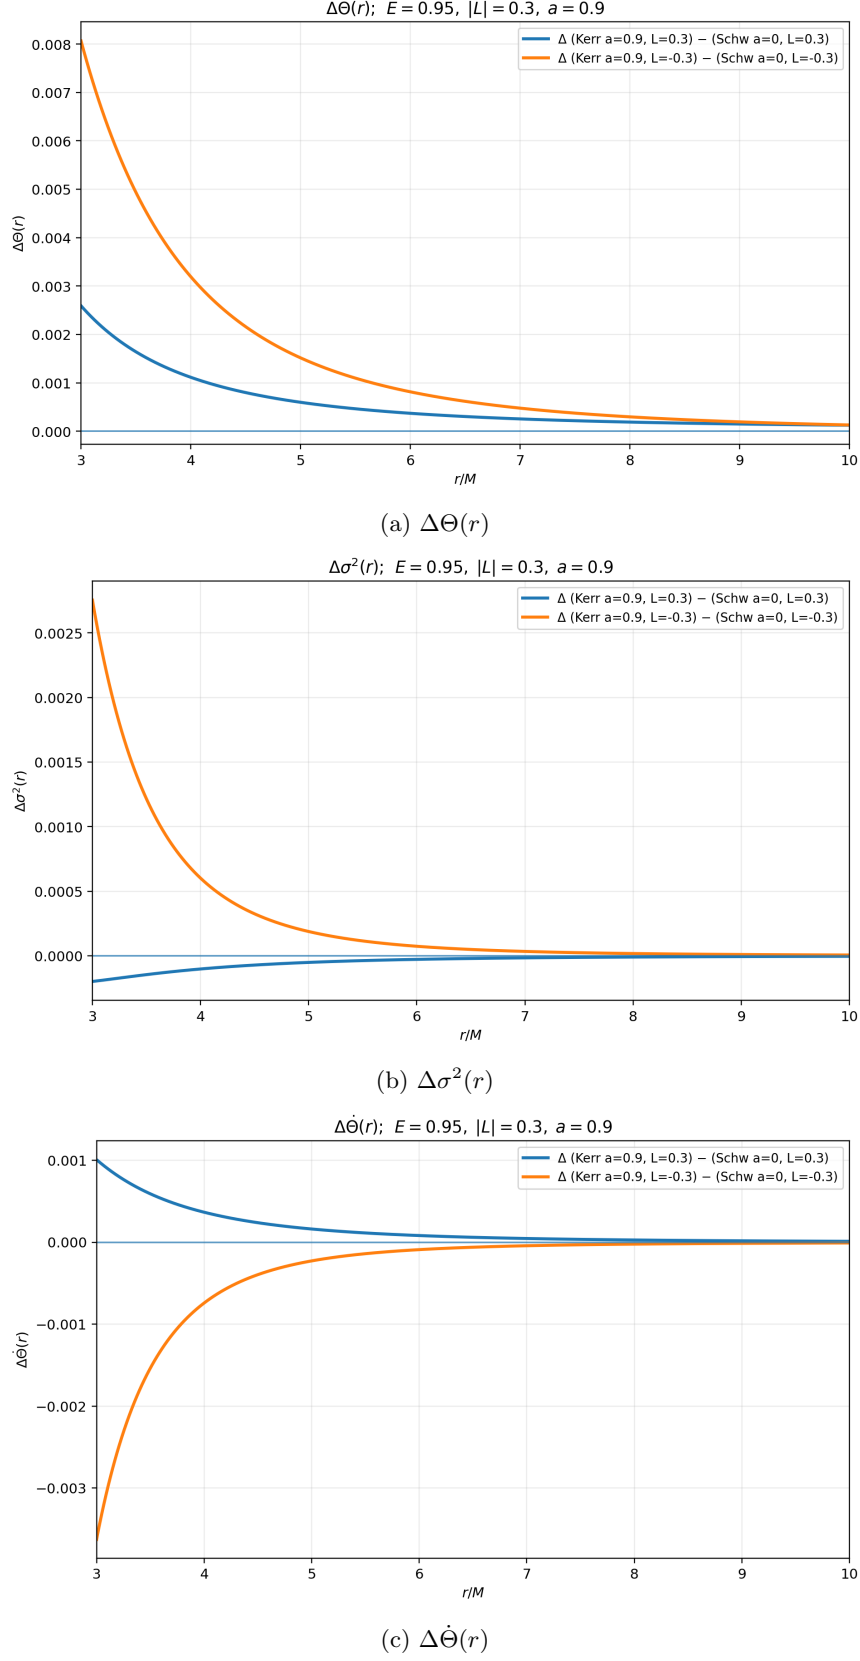 ΔΘ(r);  E = 0.95, |L| = 0.3, a = 0.9
Δ (Kerr a=0.9, L=0.3) − (Schw a=0, L=0.3)
Δ (Kerr a=0.9, L=-0.3) − (Schw a=0, L=-0.3)
0.008
0.007
0.006
0.005
0.004
0.003
0.002
0.001
0.000
ΔΘ(r)
3 4 5 6 7 8 9 10
r/M
(a) ΔΘ(r)
Δσ²(r);  E = 0.95, |L| = 0.3, a = 0.9
Δ (Kerr a=0.9, L=0.3) − (Schw a=0, L=0.3)
Δ (Kerr a=0.9, L=-0.3) − (Schw a=0, L=-0.3)
0.0025
0.0020
0.0015
0.0010
0.0005
0.0000
Δσ²(r)
3 4 5 6 7 8 9 10
r/M
(b) Δσ²(r)
ΔΘ̇(r);  E = 0.95, |L| = 0.3, a = 0.9
Δ (Kerr a=0.9, L=0.3) − (Schw a=0, L=0.3)
Δ (Kerr a=0.9, L=-0.3) − (Schw a=0, L=-0.3)
0.001
0.000
−0.001
−0.002
−0.003
ΔΘ̇(r)
3 4 5 6 7 8 9 10
r/M
(c) ΔΘ̇(r)